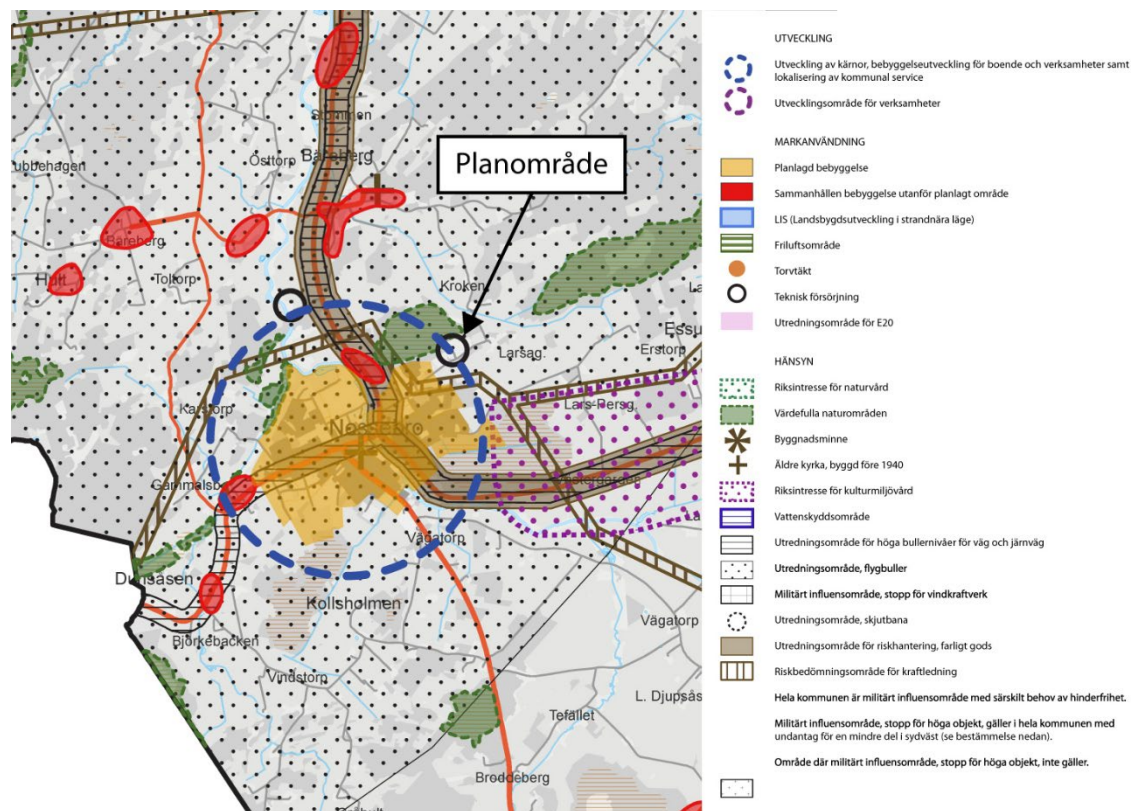 Stommen
ubbehagen
Östtorp
Bäreberg
Planområde
Bäreberg
Hult
Toltorp
Kroken
Essu
Larsag.
Erstorp
Karstorp
Lars-Persg.
Nossebro
Gammalsb
Vågatorp
Dunsåsen
Kollsholmen
Vågatorp
Björkebacken
Vindstorp
L. Djupsås
Tefället
Broddeberg
UTVECKLING
Utveckling av kärnor, bebyggelseutveckling för boende och verksamheter samt
lokalisering av kommunal service
Utvecklingsområde för verksamheter
MARKANVÄNDNING
Planlagd bebyggelse
Sammanhållen bebyggelse utanför planlagt område
LIS (Landsbygdsutveckling i strandnära läge)
Friluftsområde
Torvtäkt
Teknisk försörjning
Utredningsområde för E20
HÄNSYN
Riksintresse för naturvård
Värdefulla naturområden
Byggnadsminne
Äldre kyrka, byggd före 1940
Riksintresse för kulturmiljövård
Vattenskyddsområde
Utredningsområde för höga bullernivåer för väg och järnväg
Utredningsområde, flygbuller
Militärt influensområde, stopp för vindkraftverk
Utredningsområde, skjutbana
Utredningsområde för riskhantering, farligt gods
Riskbedömningsområde för kraftledning
Hela kommunen är militärt influensområde med särskilt behov av hinderfrihet.
Militärt influensområde, stopp för höga objekt, gäller i hela kommunen med
undantag för en mindre del i sydväst (se bestämmelse nedan).
Område där militärt influensområde, stopp för höga objekt, inte gäller.